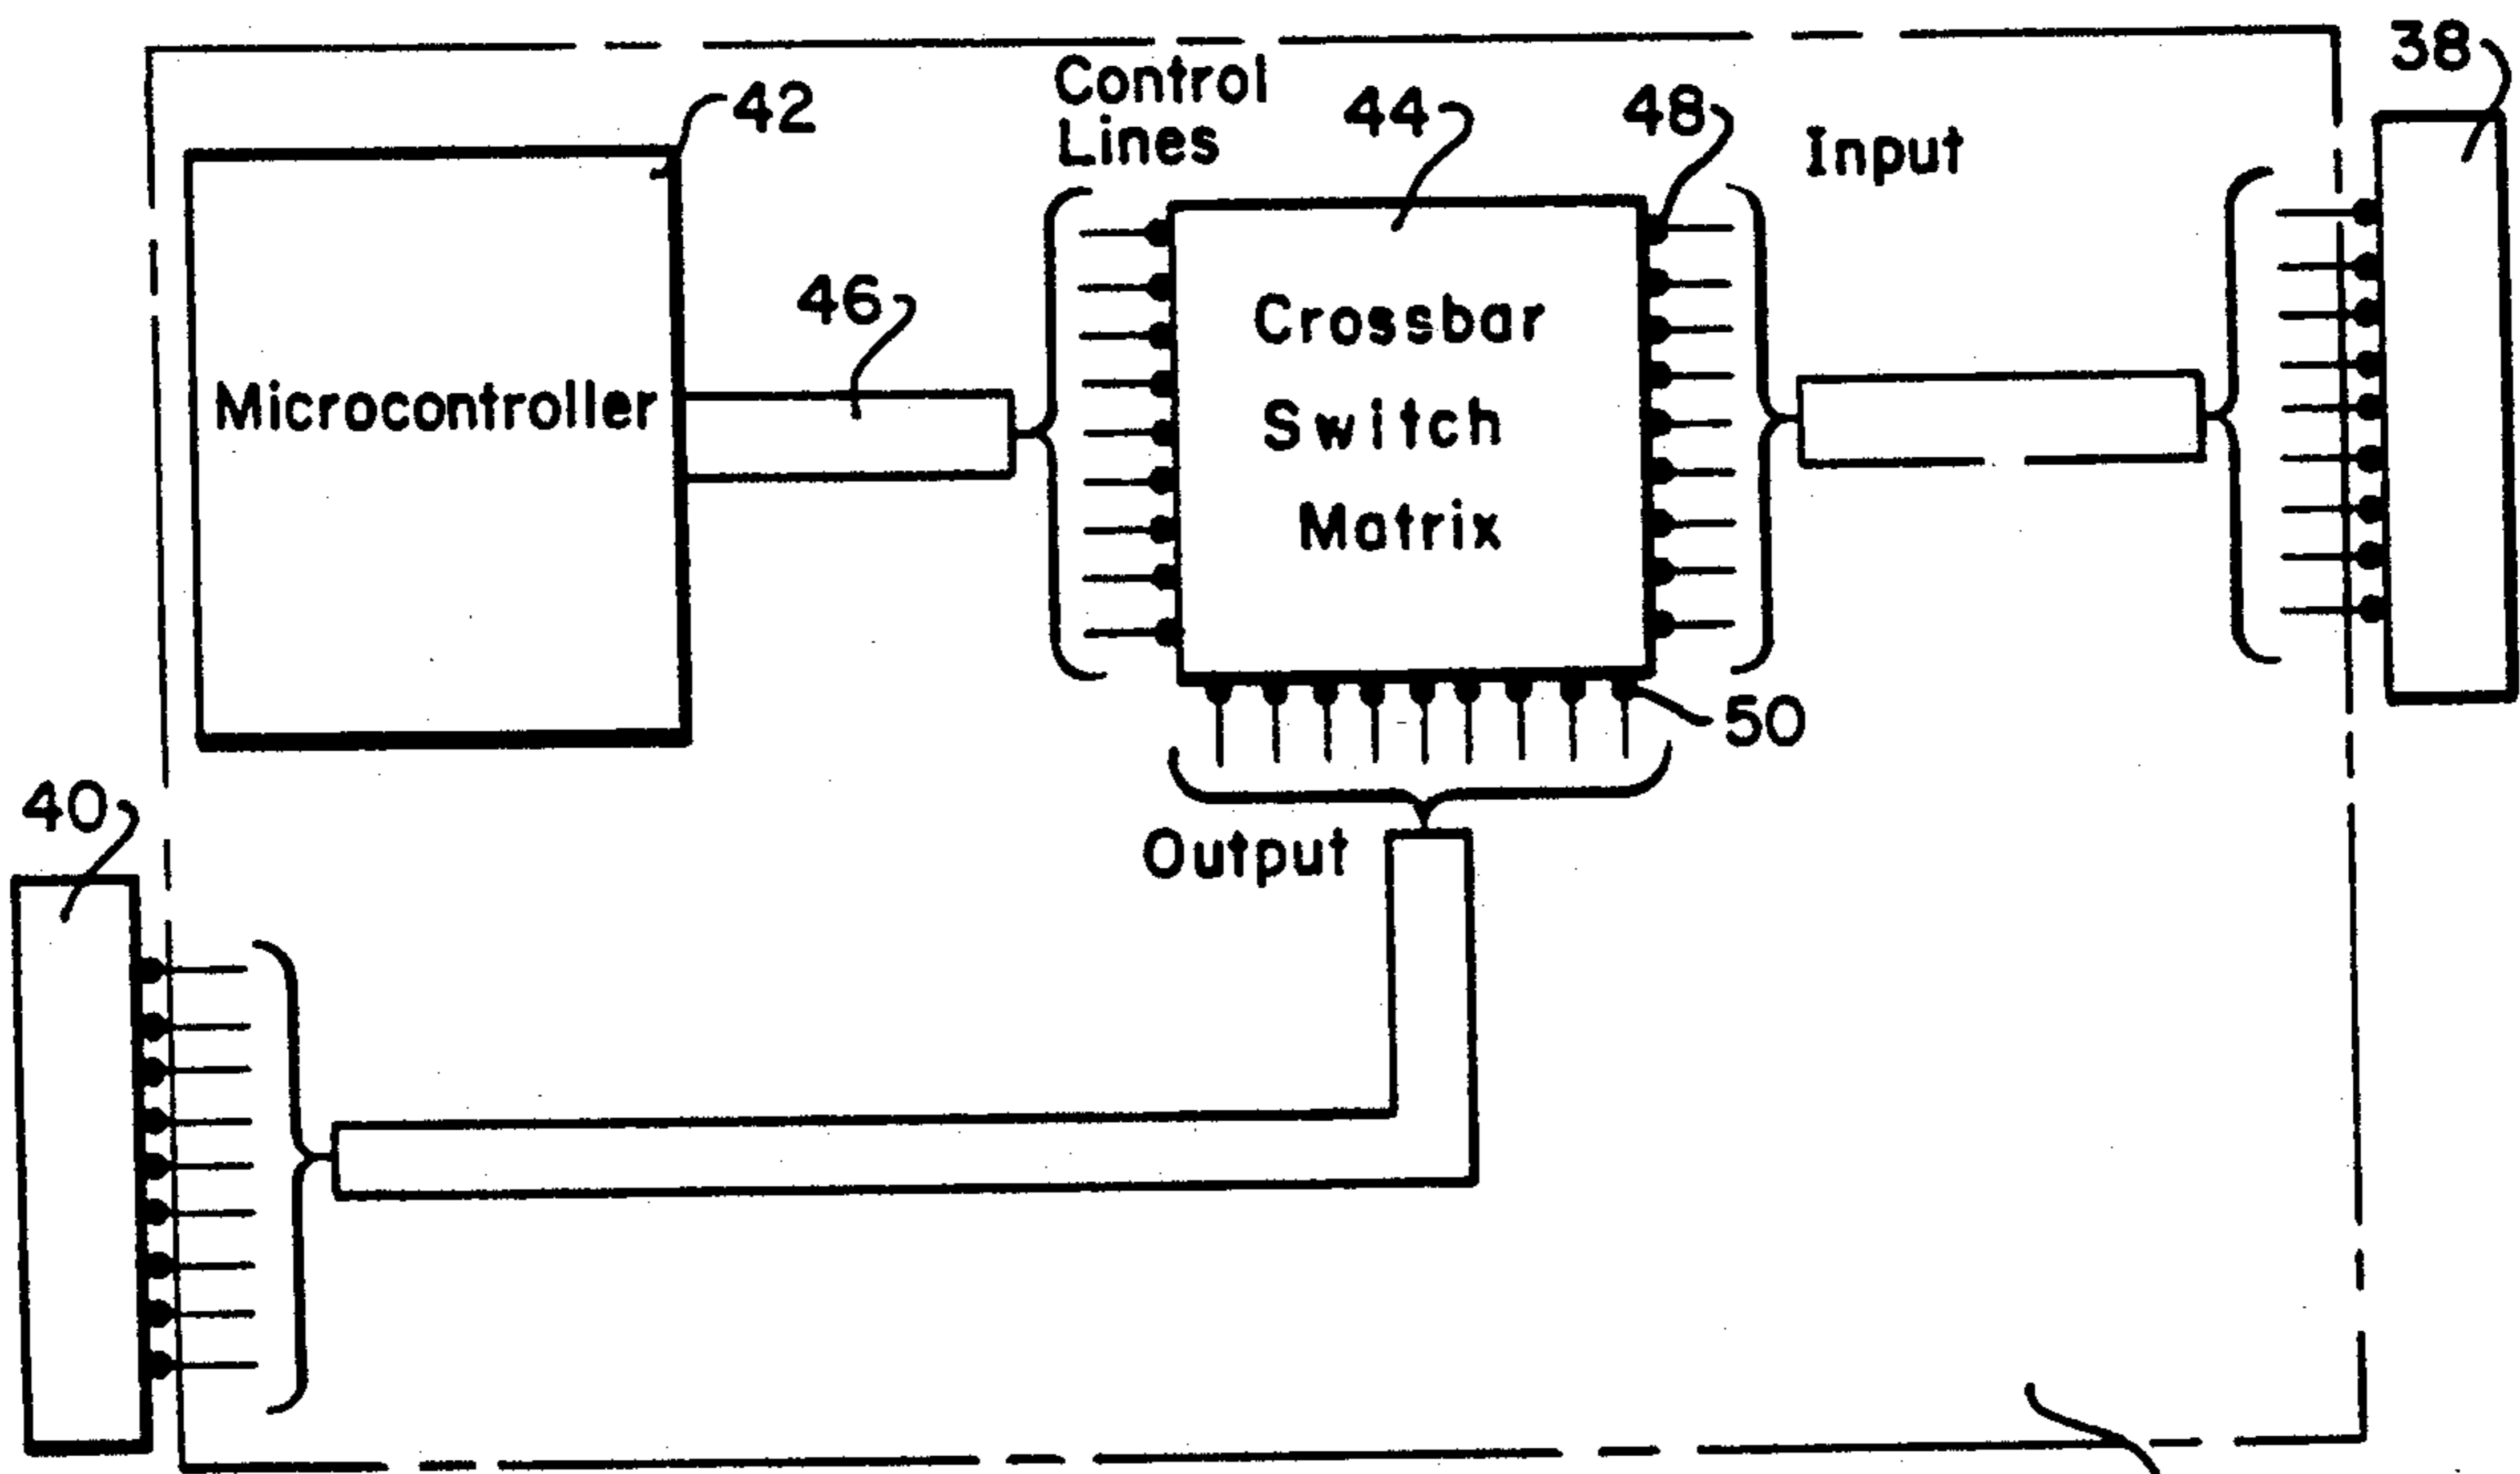 38
42
Control
Lines
44
48
Input
46
Crossbar
Switch
Matrix
Microcontroller
50
40
Output